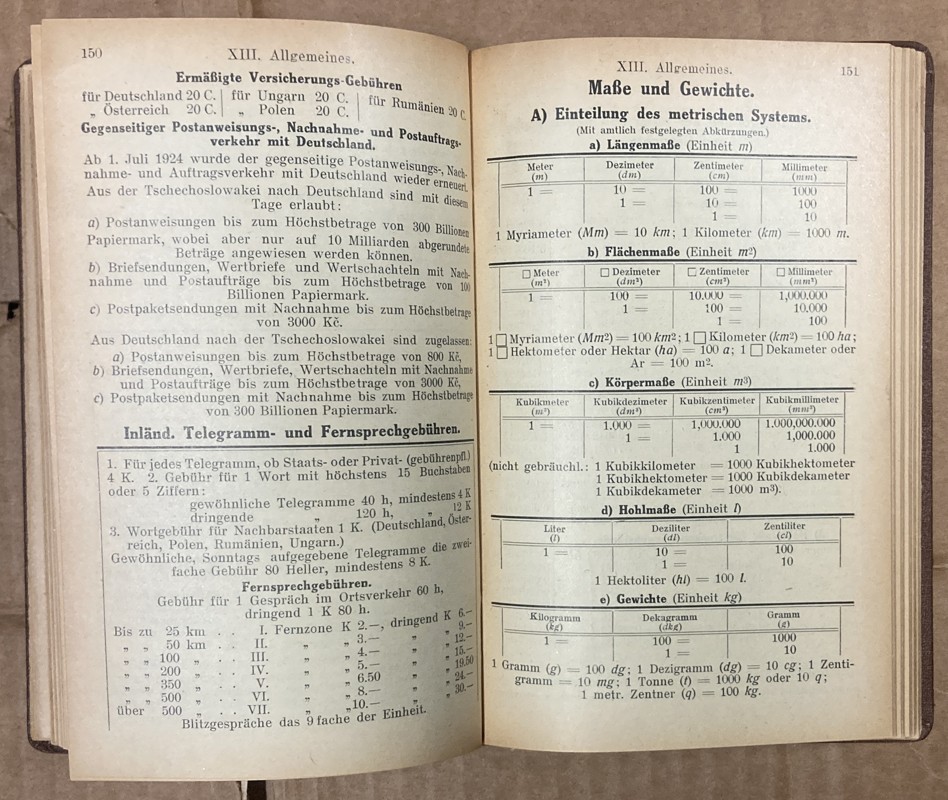 150
XIII. Allgemeines.
Ermäßigte Versicherungs-Gebühren
für Deutschland 20 C. | für Ungarn 20 C. | für Rumänien 20 C.
„ Österreich 20 C. | „ Polen 20 C.
Gegenseitiger Postanweisungs-, Nachnahme- und Postauftrags-
verkehr mit Deutschland.
Ab 1. Juli 1924 wurde der gegenseitige Postanweisungs-, Nach-
nahme- und Auftragsverkehr mit Deutschland wieder erneuert.
Aus der Tschechoslowakei nach Deutschland sind mit diesem
Tage erlaubt:
a) Postanweisungen bis zum Höchstbetrage von 300 Billionen
Papiermark, wobei aber nur auf 10 Milliarden abgerundete
Beträge angewiesen werden können.
b) Briefsendungen, Wertbriefe und Wertschachteln mit Nach-
nahme und Postaufträge bis zum Höchstbetrage von 100
Billionen Papiermark.
c) Postpaketsendungen mit Nachnahme bis zum Höchstbetrage
von 3000 Kč.
Aus Deutschland nach der Tschechoslowakei sind zugelassen:
a) Postanweisungen bis zum Höchstbetrage von 800 Kč,
b) Briefsendungen, Wertbriefe, Wertschachteln mit Nachnahme
und Postaufträge bis zum Höchstbetrage von 3000 Kč,
c) Postpaketsendungen mit Nachnahme bis zum Höchstbetrage
von 300 Billionen Papiermark.
Inländ. Telegramm- und Fernsprechgebühren.
1. Für jedes Telegramm, ob Staats- oder Privat- (gebührenpfl.)
4 K. 2. Gebühr für 1 Wort mit höchstens 15 Buchstaben
oder 5 Ziffern:
gewöhnliche Telegramme 40 h, mindestens 4 K
dringende „ 120 h, „ 12 K
3. Wortgebühr für Nachbarstaaten 1 K. (Deutschland, Öster-
reich, Polen, Rumänien, Ungarn.)
Gewöhnliche, Sonntags aufgegebene Telegramme die zwei-
fache Gebühr 80 Heller, mindestens 8 K.
Fernsprechgebühren.
Gebühr für 1 Gespräch im Ortsverkehr 60 h,
dringend 1 K 80 h.
Bis zu 25 km . . I. Fernzone K 2.—, dringend K 6.—
„ „ 50 km . . II. „ „ 3.— „ „ 9.—
„ „ 100 „ . . III. „ „ 4.— „ „ 12.—
„ „ 200 „ . . IV. „ „ 5.— „ „ 15.—
„ „ 350 „ . . V. „ „ 6.50 „ „ 19.50
„ „ 500 „ . . VI. „ „ 8.— „ „ 24.—
über 500 „ . . VII. „ „ 10.— „ „ 30.—
Blitzgespräche das 9 fache der Einheit.
XIII. Allgemeines.
151
Maße und Gewichte.
A) Einteilung des metrischen Systems.
(Mit amtlich festgelegten Abkürzungen.)
a) Längenmaße (Einheit m)
Meter | Dezimeter | Zentimeter | Millimeter
(m) | (dm) | (cm) | (mm)
1 = | 10 = | 100 = | 1000
1 = | 10 = | 100
1 = | 10
1 Myriameter (Mm) = 10 km; 1 Kilometer (km) = 1000 m.
b) Flächenmaße (Einheit m²)
□ Meter | □ Dezimeter | □ Zentimeter | □ Millimeter
(m²) | (dm²) | (cm²) | (mm²)
1 = | 100 = | 10.000 = | 1,000.000
1 = | 100 = | 10.000
1 = | 100
1 □ Myriameter (Mm2) = 100 km2; 1 □ Kilometer (km2) = 100 ha;
1 □ Hektometer oder Hektar (ha) = 100 a; 1 □ Dekameter oder
Ar = 100 m2.
c) Körpermaße (Einheit m³)
Kubikmeter | Kubikdezimeter | Kubikzentimeter | Kubikmillimeter
(m³) | (dm³) | (cm³) | (mm³)
1 = | 1.000 = | 1,000.000 | 1.000,000.000
1 = | 1.000 | 1,000.000
1 | 1.000
(nicht gebräuchl.: 1 Kubikkilometer = 1000 Kubikhektometer
1 Kubikhektometer = 1000 Kubikdekameter
1 Kubikdekameter = 1000 m³).
d) Hohlmaße (Einheit l)
Liter | Deziliter | Zentiliter
(l) | (dl) | (cl)
1 = | 10 = | 100
1 = | 10
1 Hektoliter (hl) = 100 l.
e) Gewichte (Einheit kg)
Kilogramm | Dekagramm | Gramm
(kg) | (dkg) | (g)
1 = | 100 = | 1000
1 = | 10
1 Gramm (g) = 100 dg; 1 Dezigramm (dg) = 10 cg; 1 Zenti-
gramm = 10 mg; 1 Tonne (t) = 1000 kg oder 10 q;
1 metr. Zentner (q) = 100 kg.